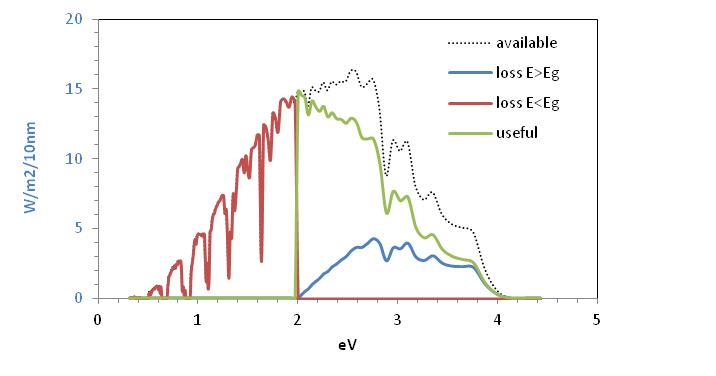 20
15
10
5
0
W/m2/10nm
available
loss E>Eg
loss E<Eg
useful
0 1 2 3 4 5
eV